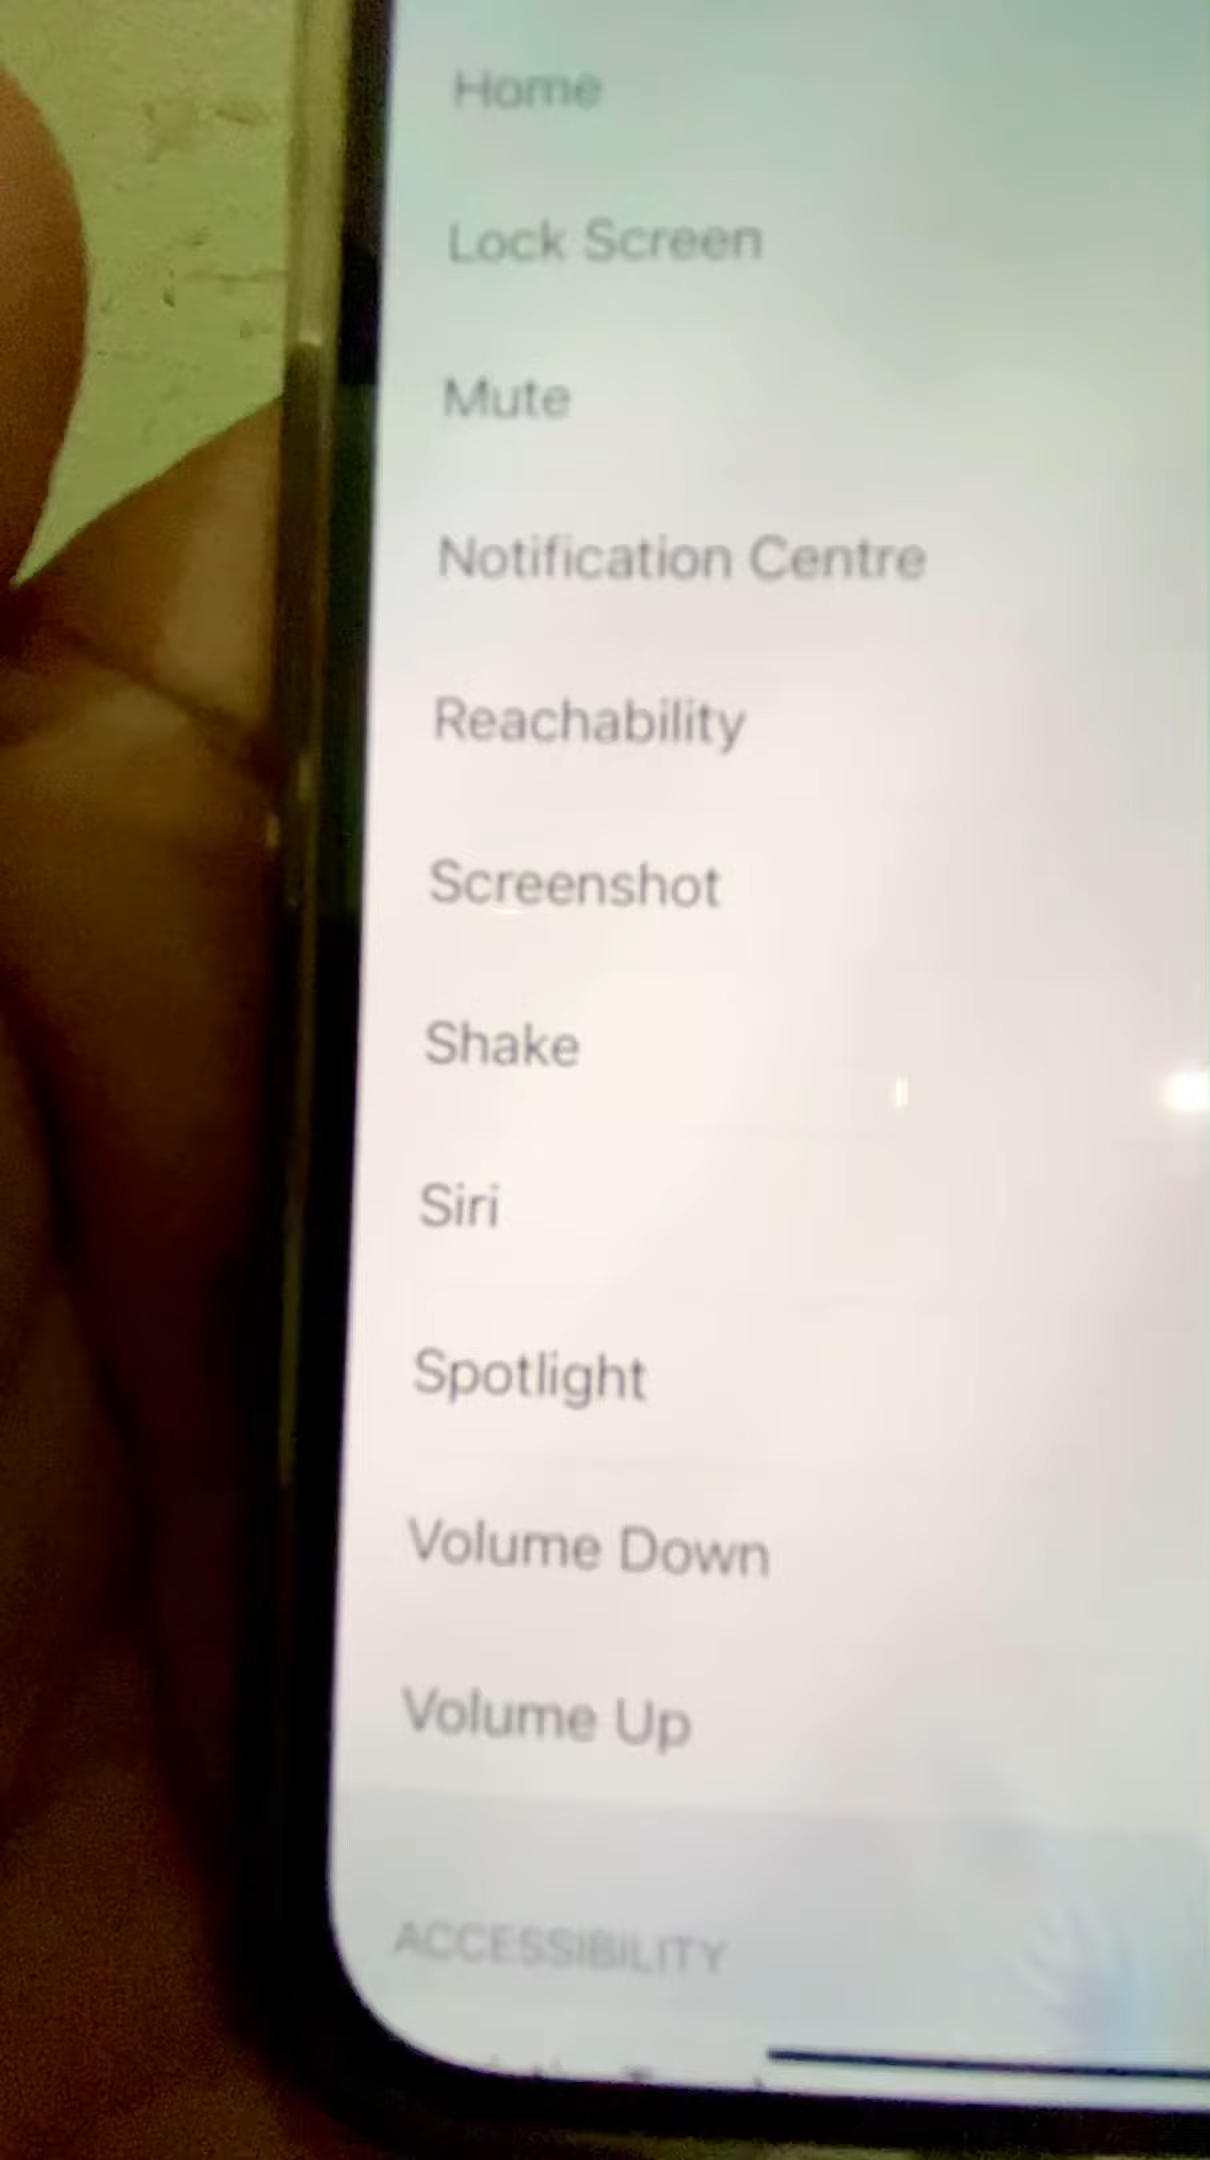 Home
Lock Screen
Mute
Notification Centre
Reachability
Screenshot
Shake
Siri
Spotlight
Volume Down
Volume Up
ACCESSIBILITY